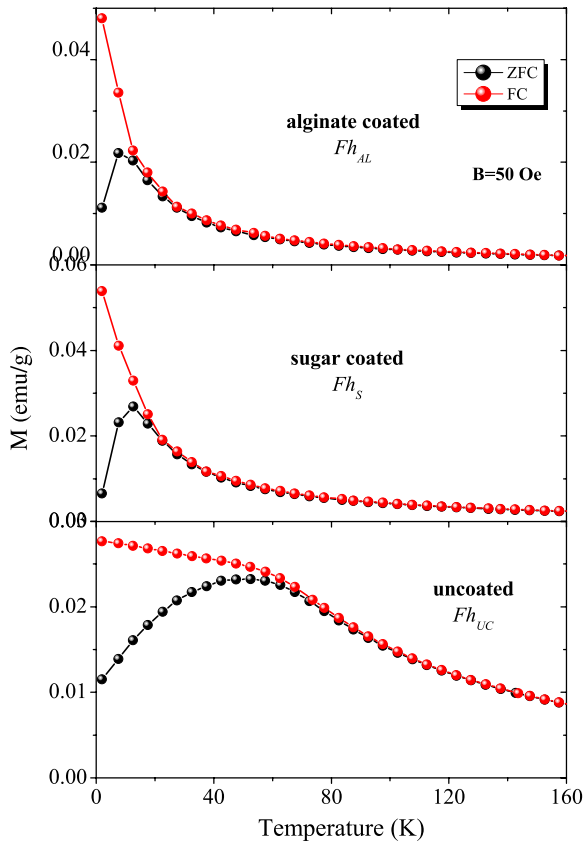 0.04
ZFC
FC
alginate coated
Fh_AL
B=50 Oe
0.02
0.00
0.06
sugar coated
Fh_S
0.04
M (emu/g)
0.02
0.00
0.03
uncoated
Fh_UC
0.02
0.01
0.00
0 40 80 120 160
Temperature (K)